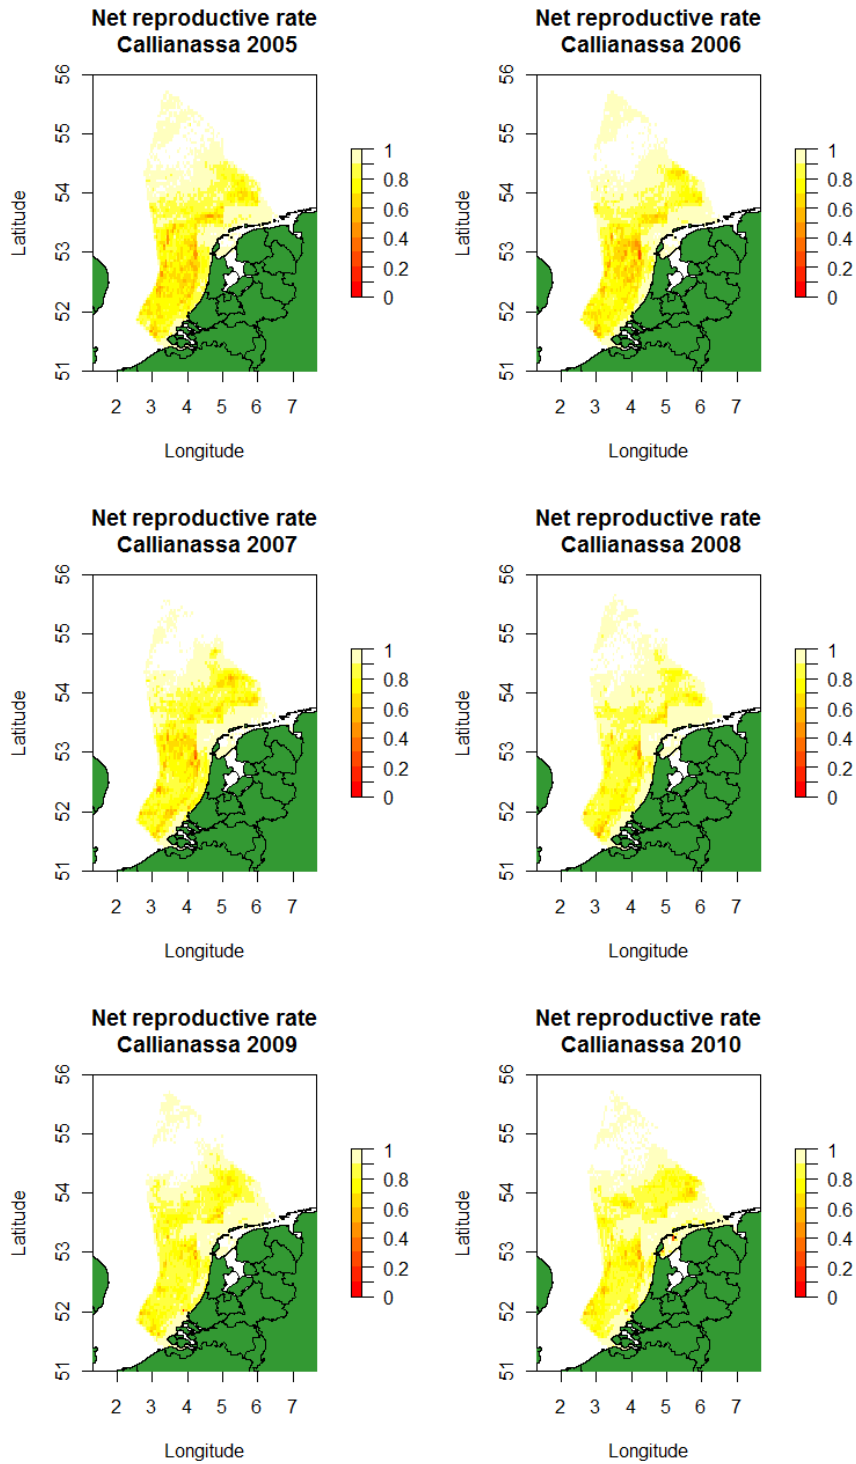 Net reproductive rate
Callianassa 2005
56
55
54
53
52
51
Latitude
2 3 4 5 6 7
Longitude
1
0.8
0.6
0.4
0.2
0
Net reproductive rate
Callianassa 2006
56
55
54
53
52
51
Latitude
2 3 4 5 6 7
Longitude
1
0.8
0.6
0.4
0.2
0
Net reproductive rate
Callianassa 2007
56
55
54
53
52
51
Latitude
2 3 4 5 6 7
Longitude
1
0.8
0.6
0.4
0.2
0
Net reproductive rate
Callianassa 2008
56
55
54
53
52
51
Latitude
2 3 4 5 6 7
Longitude
1
0.8
0.6
0.4
0.2
0
Net reproductive rate
Callianassa 2009
56
55
54
53
52
51
Latitude
2 3 4 5 6 7
Longitude
1
0.8
0.6
0.4
0.2
0
Net reproductive rate
Callianassa 2010
56
55
54
53
52
51
Latitude
2 3 4 5 6 7
Longitude
1
0.8
0.6
0.4
0.2
0